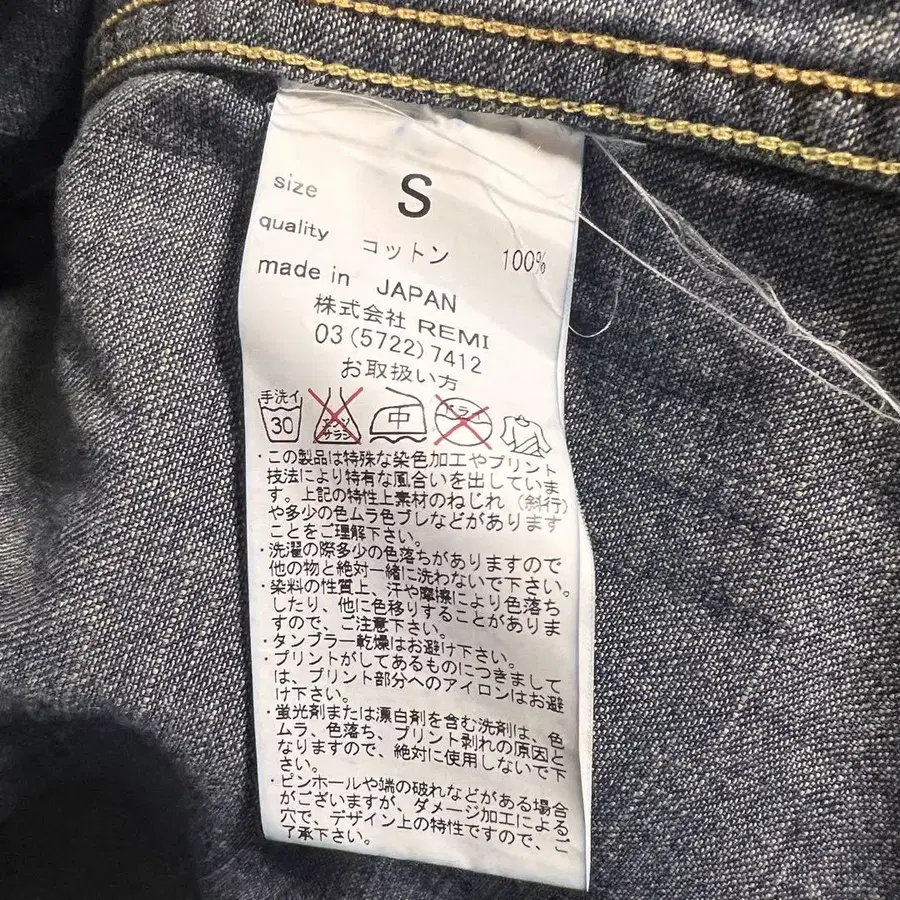 size S
quality コットン 100%
made in JAPAN
株式会社 REMI
03(5722)7412
お取扱い方
手洗イ 30 エンソ サラシ 中 ドライ
・この製品は特殊な染色加工やプリント
技法により特有な風合いを出していま
す。上記の特性上素材のねじれ(斜行)
や多少の色ムラ色ブレなどがあります
ことをご理解下さい。
・洗濯の際多少の色落ちがありますので
他の物と絶対一緒に洗わないで下さい。
・染料の性質上、汗や摩擦により色落ち
したり、他に色移りすることがありま
すので、ご注意下さい。
・タンブラー乾燥はお避け下さい。
・プリントがしてあるものにつきまして
は、プリント部分へのアイロンはお避
け下さい。
・蛍光剤または漂白剤を含む洗剤は、色
ムラ、色落ち、プリント剥れの原因と
なりますので、絶対に使用しないで下
さい。
・ピンホールや端の破れなどがある場合
がございますが、ダメージ加工による
穴で、デザイン上の特性ですので、ご
了承下さい。